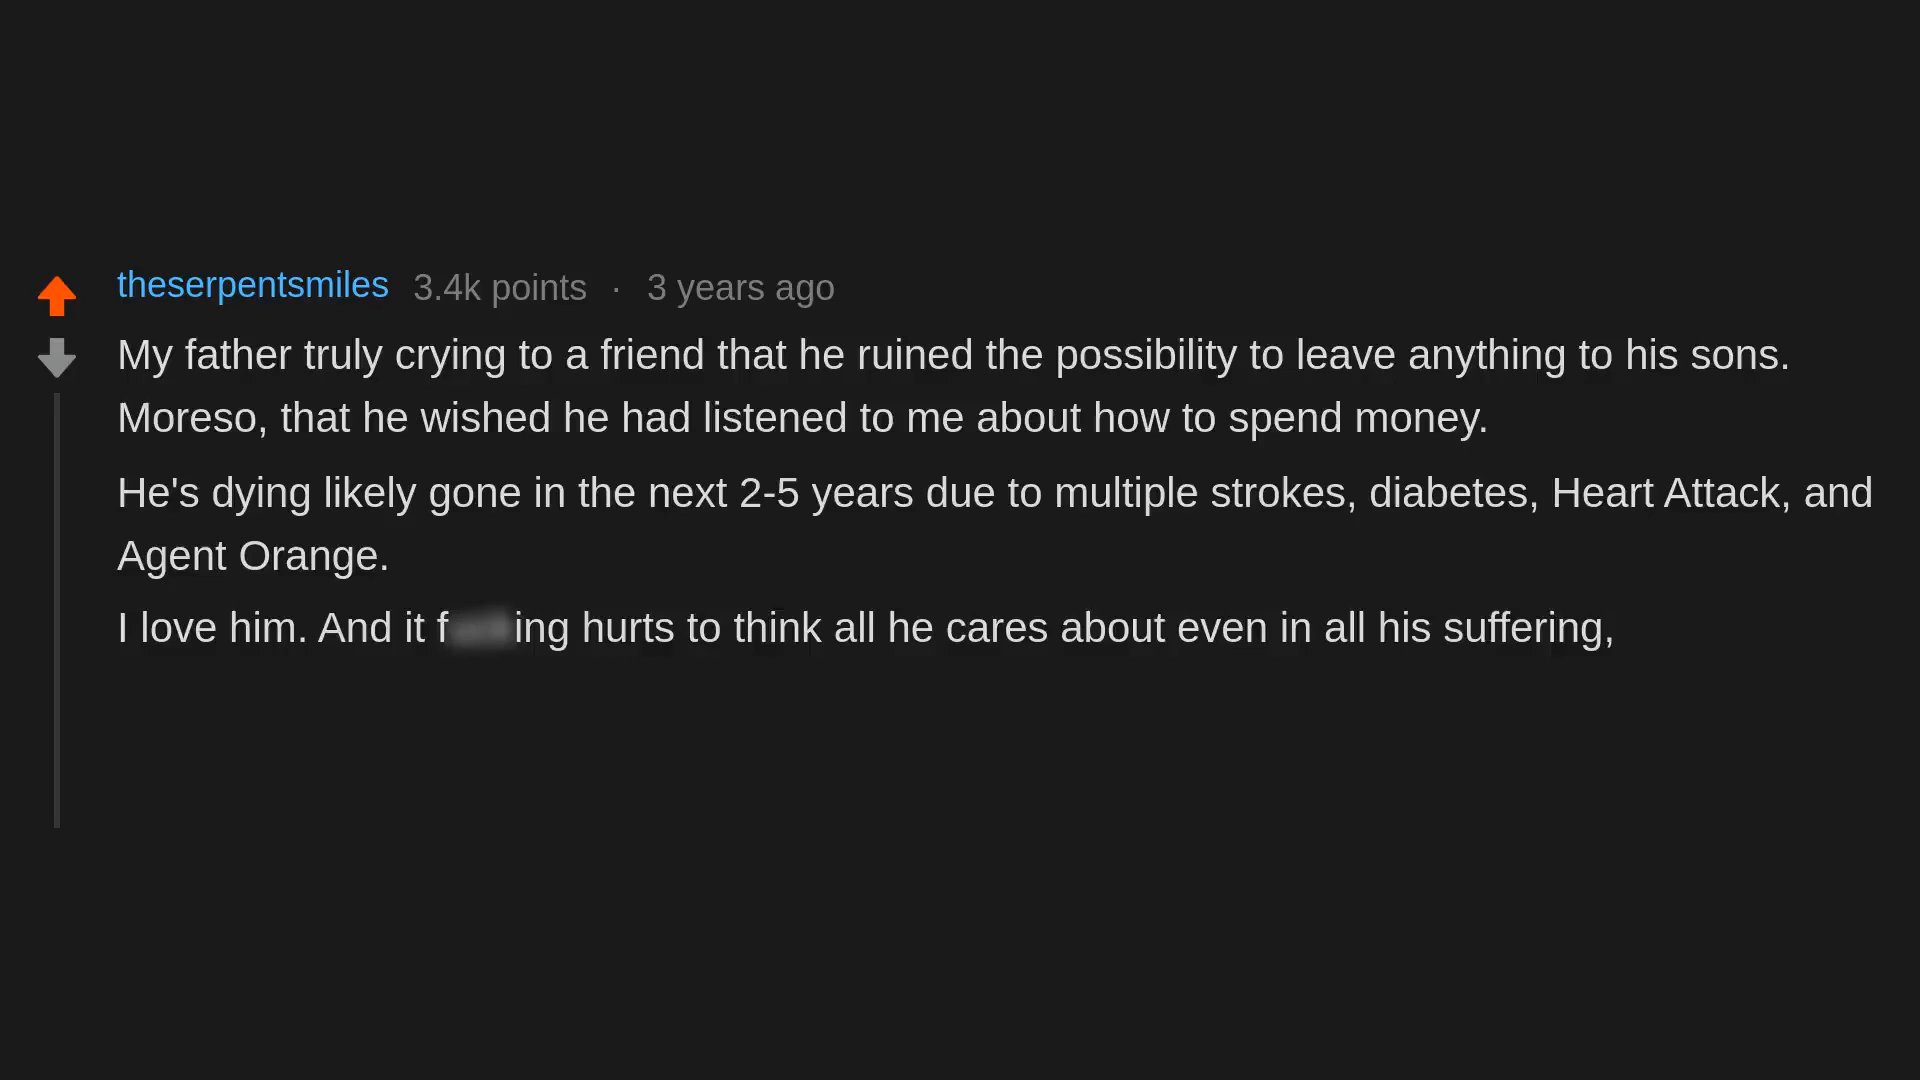 theserpentsmiles 3.4k points · 3 years ago
My father truly crying to a friend that he ruined the possibility to leave anything to his sons.
Moreso, that he wished he had listened to me about how to spend money.
He's dying likely gone in the next 2-5 years due to multiple strokes, diabetes, Heart Attack, and
Agent Orange.
I love him. And it hurts to think all he cares about even in all his suffering,